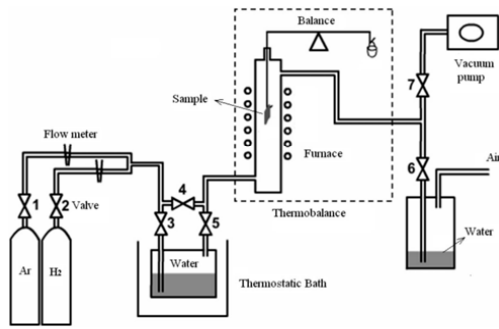 Balance
Vacuum
pump
7
Sample
Flow meter
Furnace
6
Air
1
2
Valve
4
3
5
Thermobalance
Water
Water
Ar
H2
Thermostatic Bath